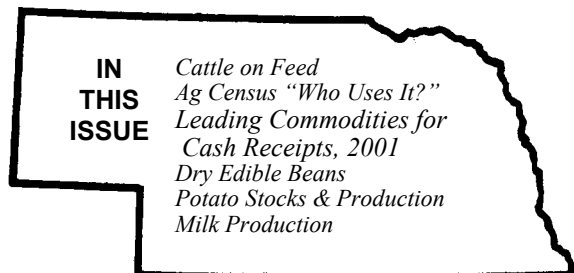 IN
THIS
ISSUE
Cattle on Feed
Ag Census “Who Uses It?”
Leading Commodities for
Cash Receipts, 2001
Dry Edible Beans
Potato Stocks & Production
Milk Production